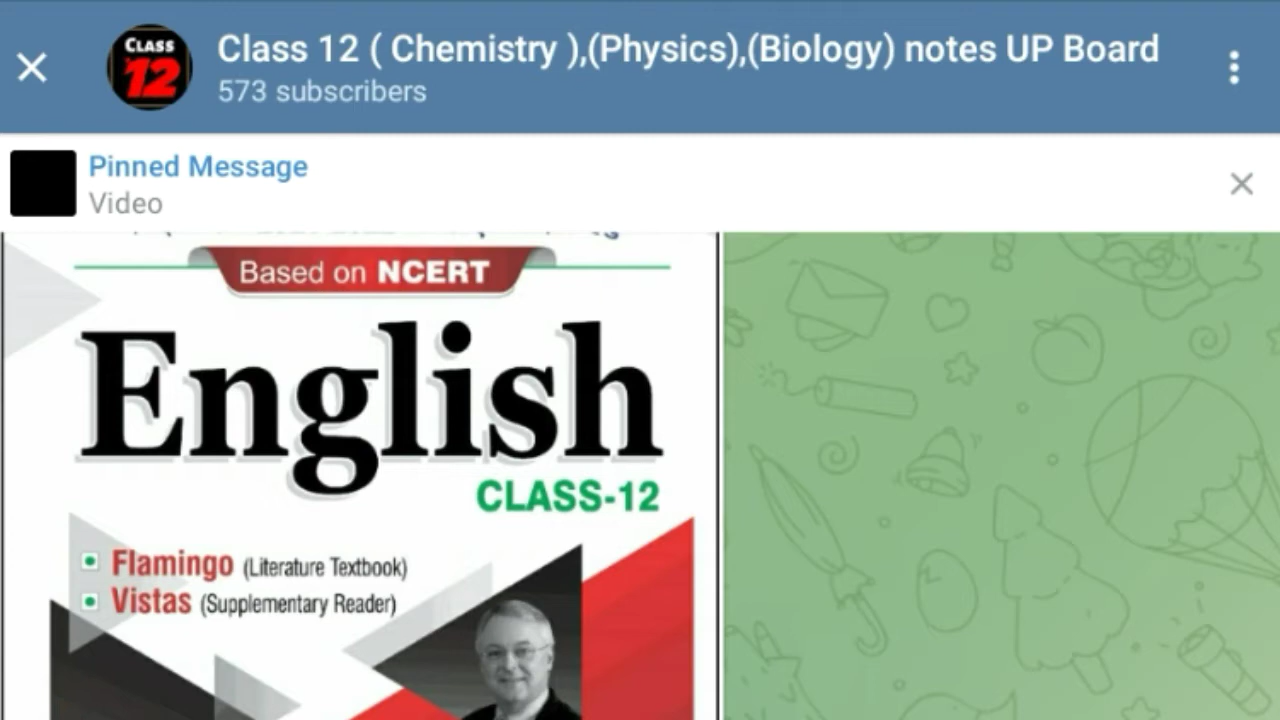 CLASS
12
Class 12 ( Chemistry ),(Physics),(Biology) notes UP Board
573 subscribers
Pinned Message
Video
Based on NCERT
English
CLASS-12
Flamingo (Literature Textbook)
Vistas (Supplementary Reader)